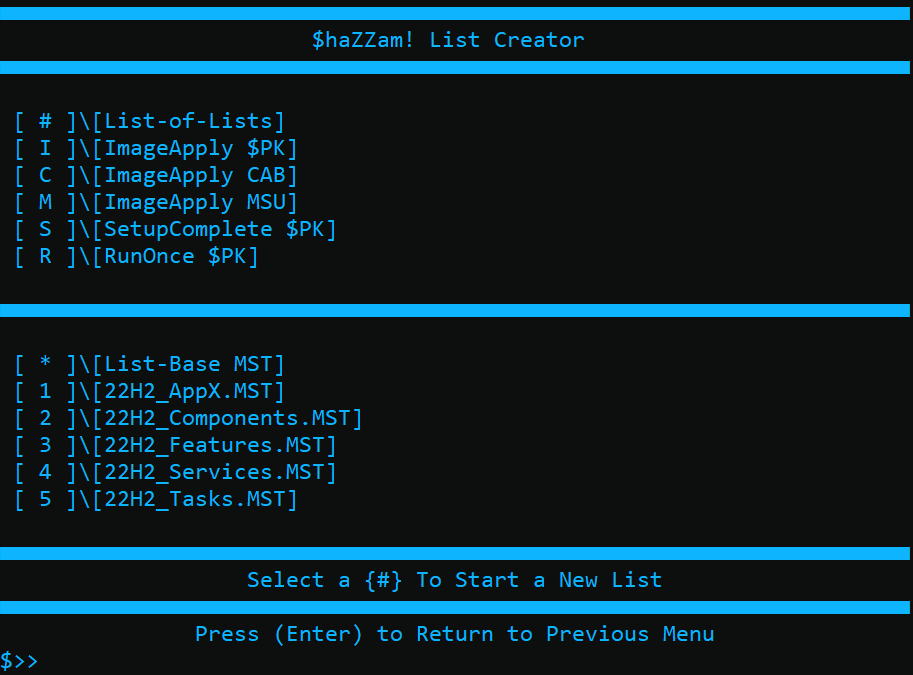 $haZZam! List Creator
[ # ]\[List-of-Lists]
[ I ]\[ImageApply $PK]
[ C ]\[ImageApply CAB]
[ M ]\[ImageApply MSU]
[ S ]\[SetupComplete $PK]
[ R ]\[RunOnce $PK]
[ * ]\[List-Base MST]
[ 1 ]\[22H2_AppX.MST]
[ 2 ]\[22H2_Components.MST]
[ 3 ]\[22H2_Features.MST]
[ 4 ]\[22H2_Services.MST]
[ 5 ]\[22H2_Tasks.MST]
Select a {#} To Start a New List
Press (Enter) to Return to Previous Menu
$>>